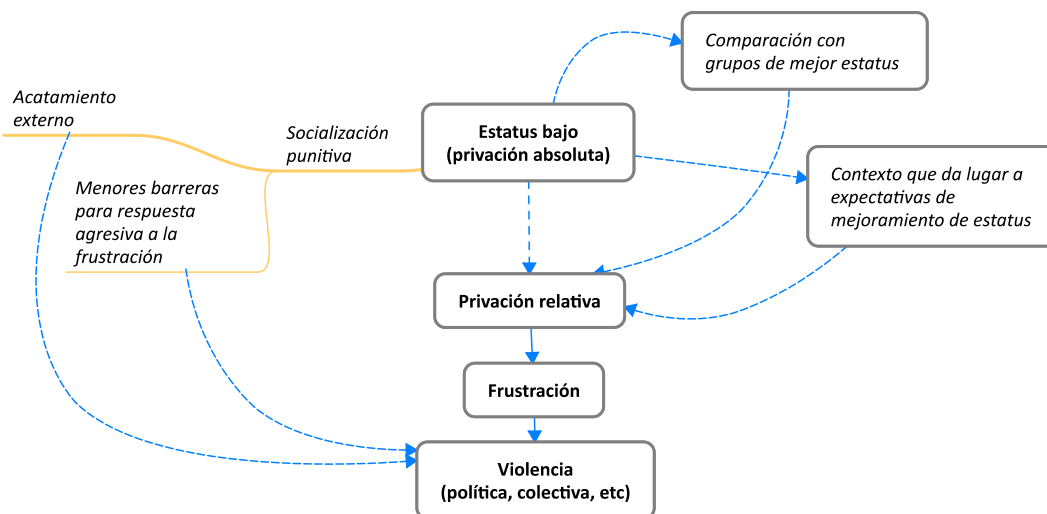 Comparación con
grupos de mejor estatus
Acatamiento
externo
Socialización
punitiva
Estatus bajo
(privación absoluta)
Menores barreras
para respuesta
agresiva a la
frustración
Contexto que da lugar a
expectativas de
mejoramiento de estatus
Privación relativa
Frustración
Violencia
(política, colectiva, etc)